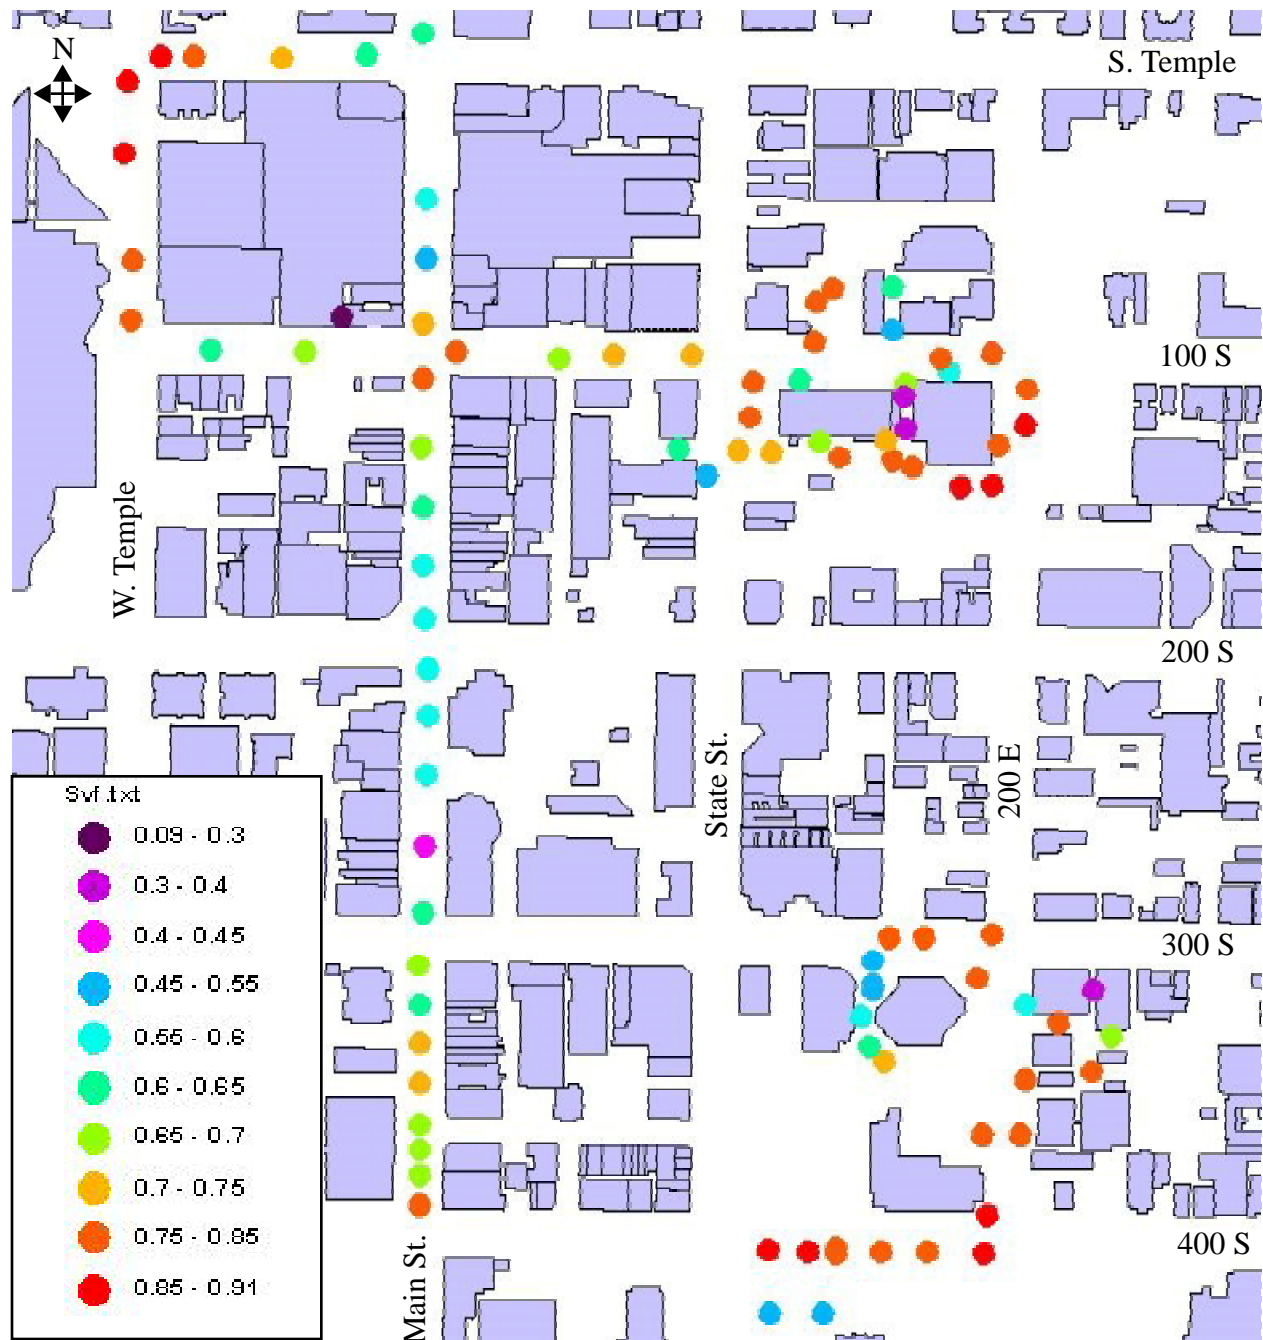 N
S. Temple
100 S
W. Temple
200 S
State St.
200 E
Svf.txt
0.09 - 0.3
0.3 - 0.4
0.4 - 0.45
0.45 - 0.55
0.55 - 0.6
0.6 - 0.65
0.65 - 0.7
0.7 - 0.75
0.75 - 0.85
0.85 - 0.91
300 S
400 S
Main St.